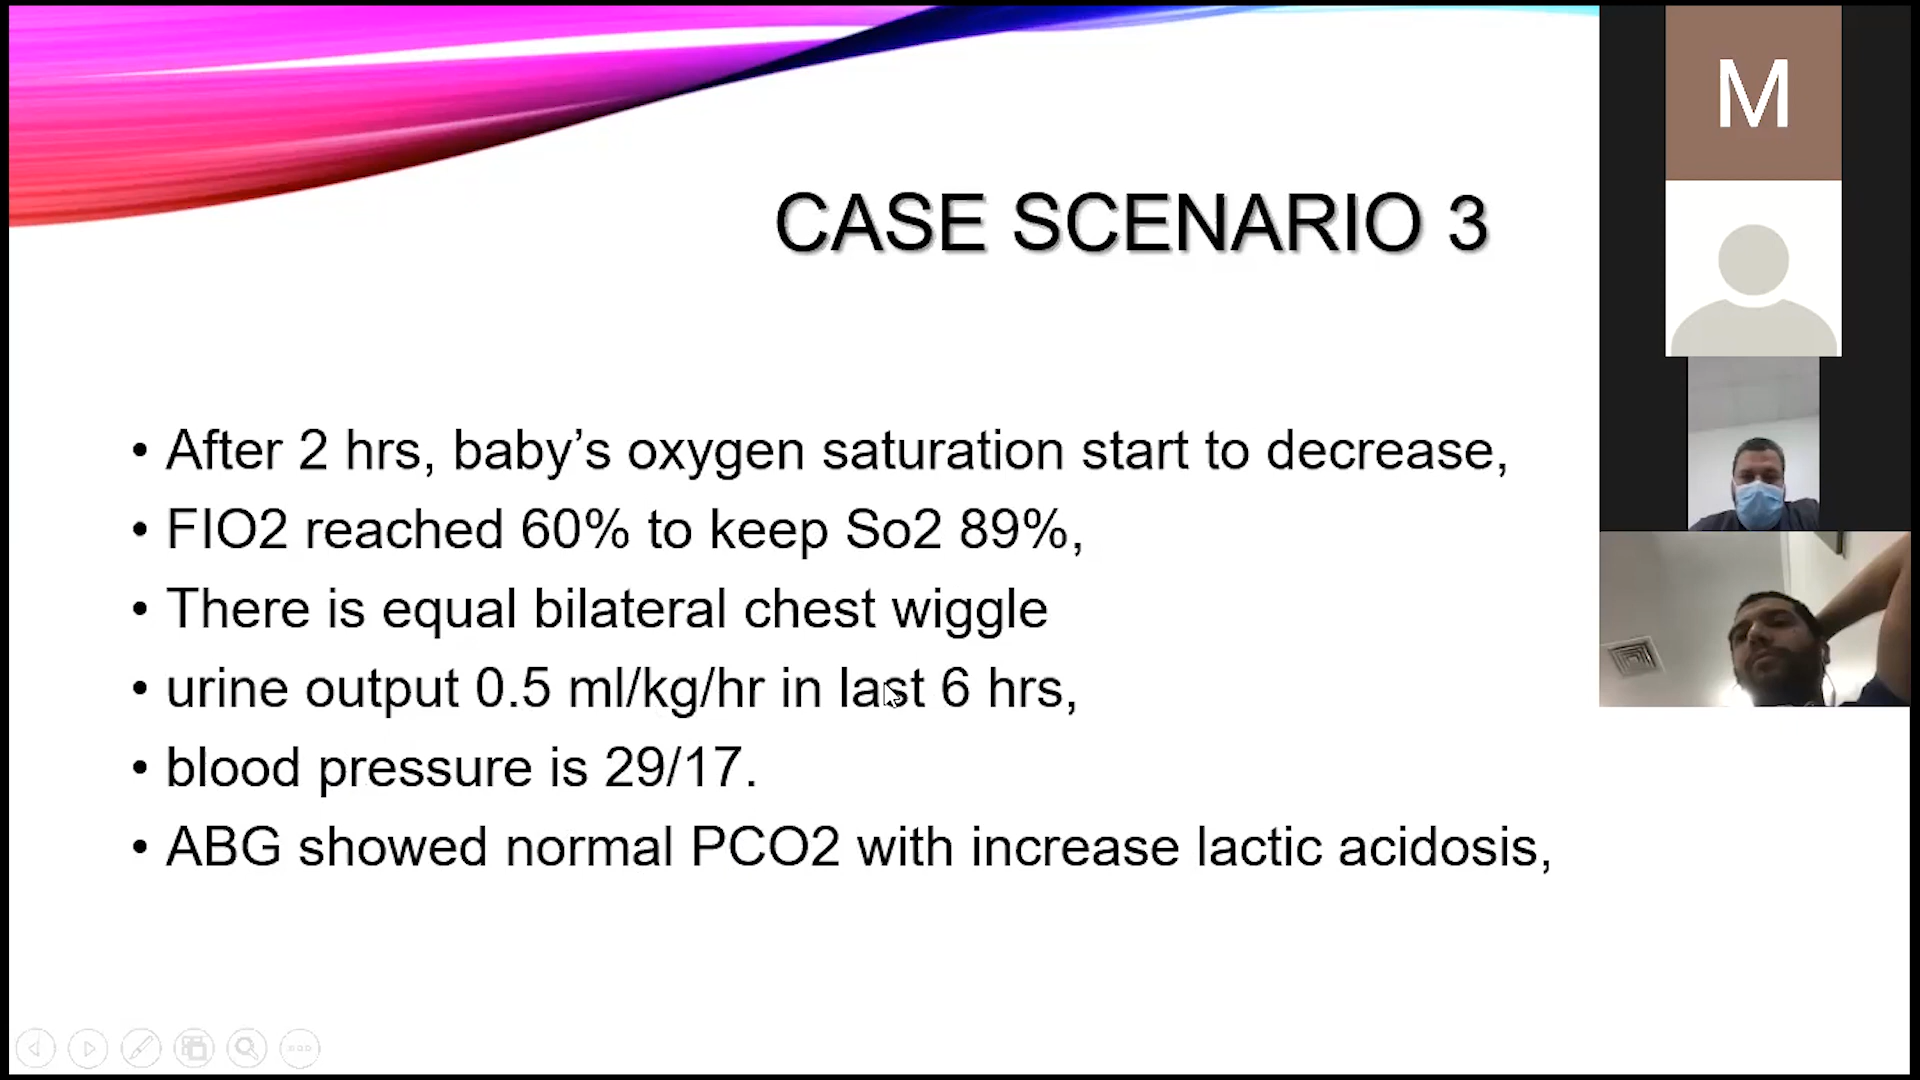 CASE SCENARIO 3
• After 2 hrs, baby’s oxygen saturation start to decrease,
• FIO2 reached 60% to keep So2 89%,
• There is equal bilateral chest wiggle
• urine output 0.5 ml/kg/hr in last 6 hrs,
• blood pressure is 29/17.
• ABG showed normal PCO2 with increase lactic acidosis,
M